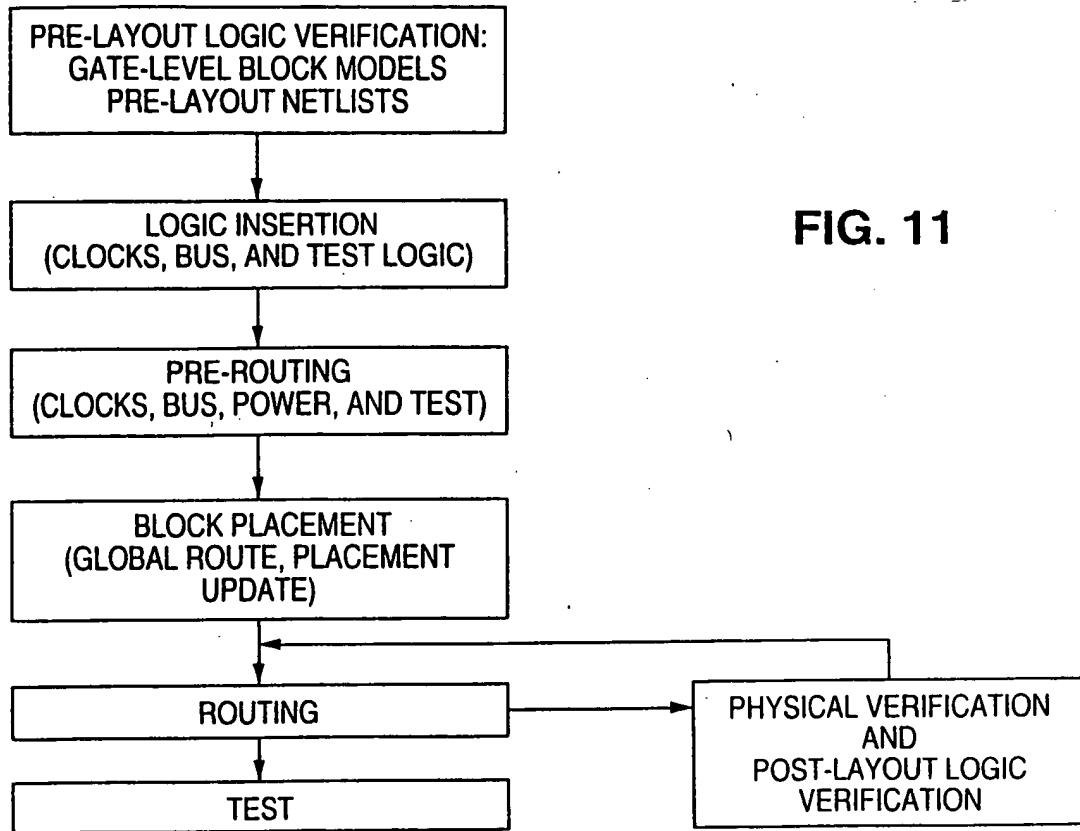 PRE-LAYOUT LOGIC VERIFICATION:
GATE-LEVEL BLOCK MODELS
PRE-LAYOUT NETLISTS
LOGIC INSERTION
(CLOCKS, BUS, AND TEST LOGIC)
FIG. 11
PRE-ROUTING
(CLOCKS, BUS, POWER, AND TEST)
BLOCK PLACEMENT
(GLOBAL ROUTE, PLACEMENT
UPDATE)
ROUTING
PHYSICAL VERIFICATION
AND
POST-LAYOUT LOGIC
VERIFICATION
TEST